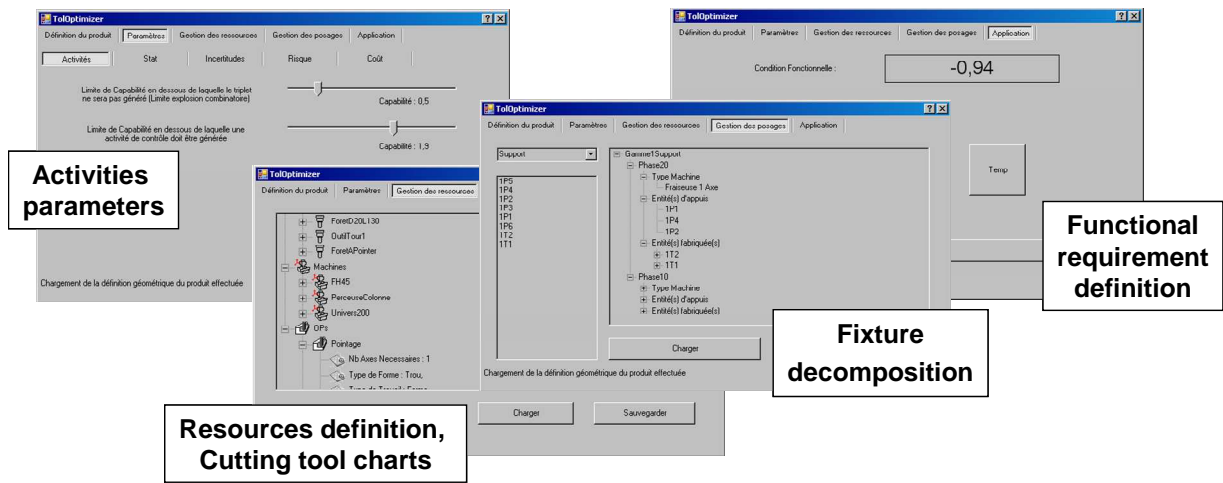 TolOptimizer
Définition du produit Paramètres Gestion des ressources Gestion des posages Application
Activités Stat Incertitudes Risque Coût
Limite de Capabilité en dessous de laquelle le triplet
ne sera pas généré (Limite explosion combinatoire)
Capabilité : 0,5
Limite de Capabilité en dessous de laquelle une
activité de contrôle doit être générée
Capabilité : 1,9
Chargement de la définition géométrique du produit effectuée
Activities
parameters
TolOptimizer
Définition du produit Paramètres Gestion des ressources
ForetD20L130
OutilTour1
ForetAPointer
Machines
FH45
PerceuseColonne
Univers200
OPs
Pointage
Nb Axes Necessaires : 1
Type de Forme : Trou,
Type de Travail : Forme
Charger Sauvegarder
Resources definition,
Cutting tool charts
TolOptimizer
Définition du produit Paramètres Gestion des ressources Gestion des posages Application
Support
1P5
1P4
1P2
1P3
1P1
1P6
1T2
1T1
Gamme1Support
Phase20
Type Machine
Fraiseuse 1 Axe
Entité(s) d'appuis
1P1
1P4
1P2
Entité(s) fabriquée(s)
1T2
1T1
Phase10
Type Machine
Entité(s) d'appuis
Entité(s) fabriquée(s)
Charger
Chargement de la définition géométrique du produit effectuée
Fixture
decomposition
TolOptimizer
Définition du produit Paramètres Gestion des ressources Gestion des posages Application
Condition Fonctionnelle :
-0,94
Temp
Functional
requirement
definition